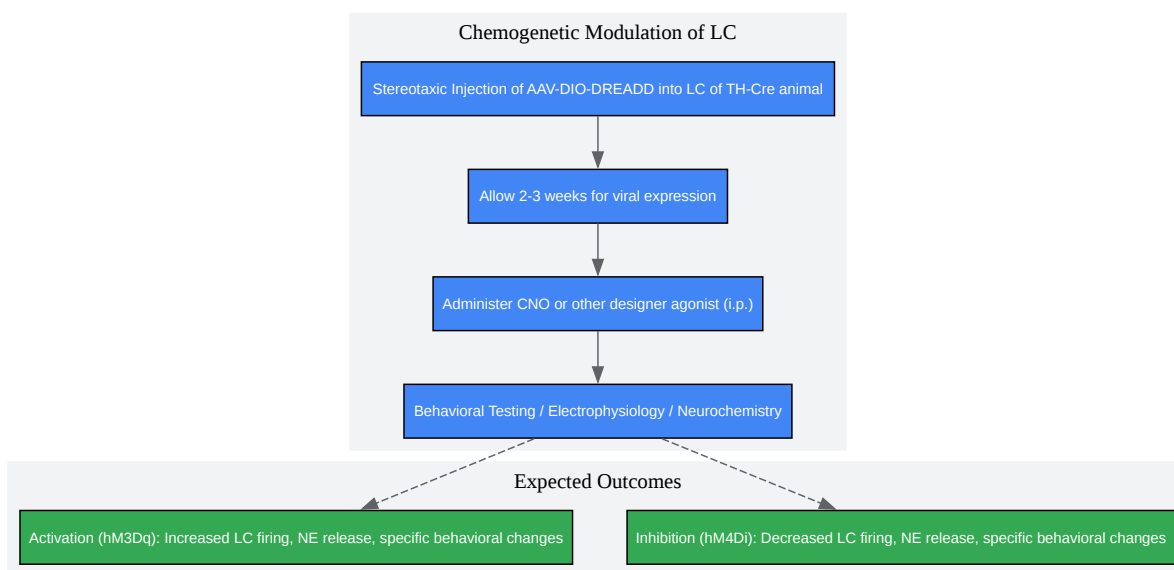 Chemogenetic Modulation of LC
Stereotaxic Injection of AAV-DIO-DREADD into LC of TH-Cre animal
Allow 2-3 weeks for viral expression
Administer CNO or other designer agonist (i.p.)
Behavioral Testing / Electrophysiology / Neurochemistry
Expected Outcomes
Activation (hM3Dq): Increased LC firing, NE release, specific behavioral changes
Inhibition (hM4Di): Decreased LC firing, NE release, specific behavioral changes